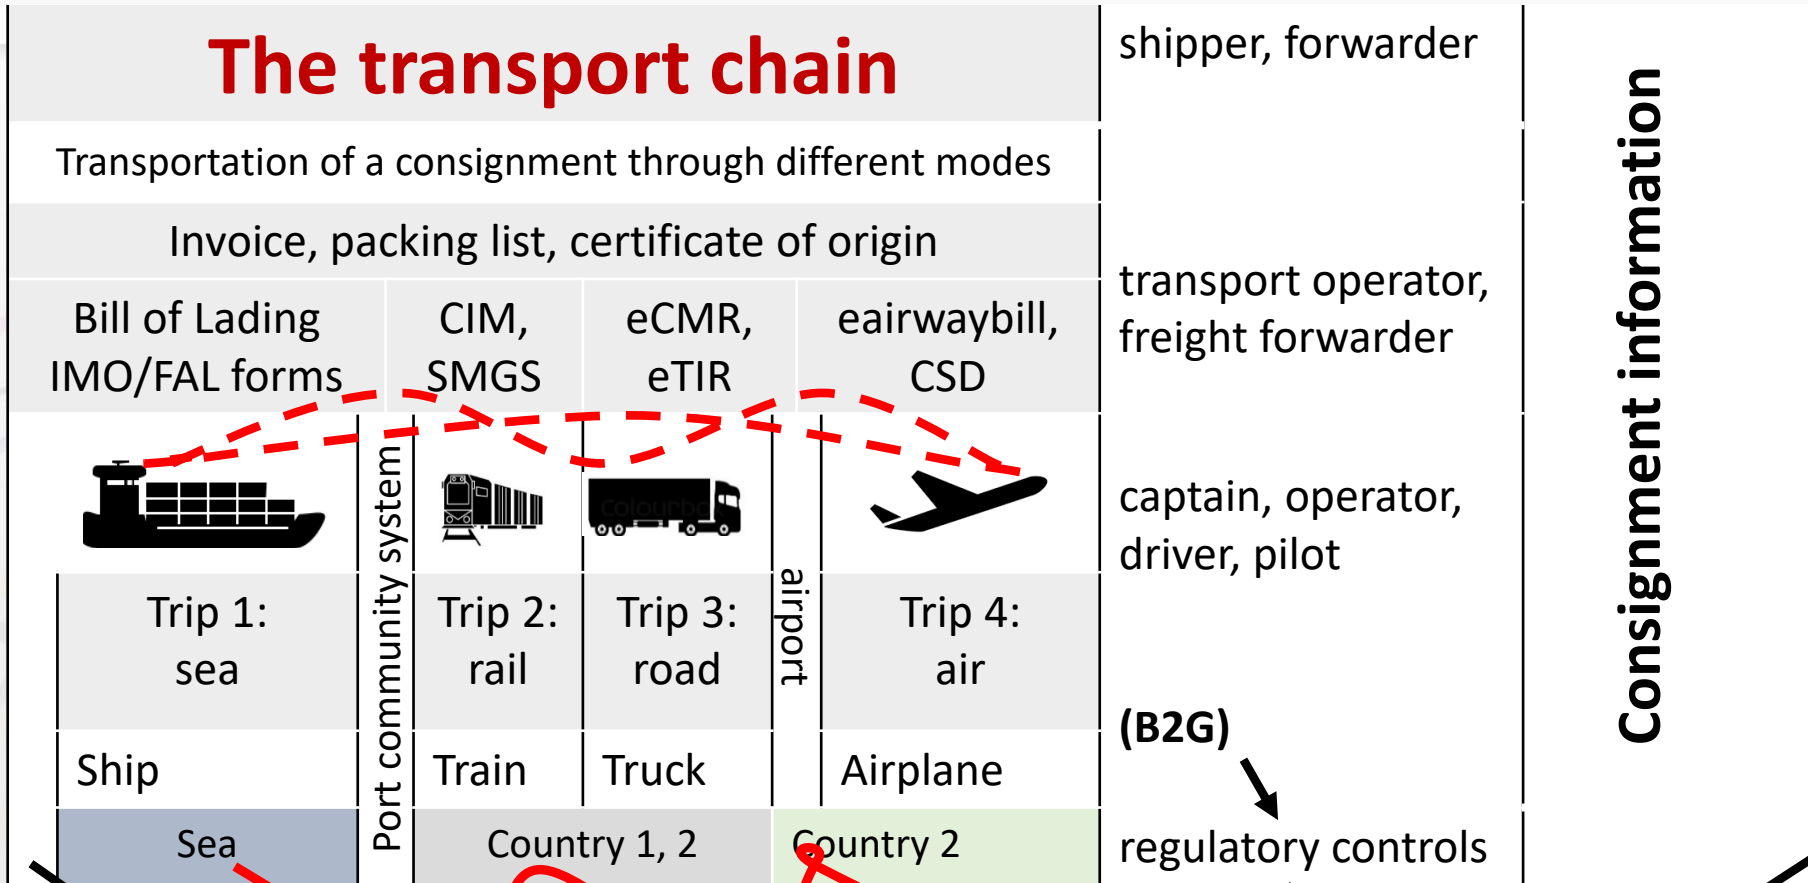 The transport chain
shipper, forwarder
Transportation of a consignment through different modes
Invoice, packing list, certificate of origin
Bill of Lading
IMO/FAL forms
CIM,
SMGS
eCMR,
eTIR
eairwaybill,
CSD
transport operator,
freight forwarder
colourbo
captain, operator,
driver, pilot
Port community system
airport
Trip 1:
sea
Trip 2:
rail
Trip 3:
road
Trip 4:
air
(B2G)
Ship
Train
Truck
Airplane
Sea
Country 1, 2
Country 2
regulatory controls
Consignment information